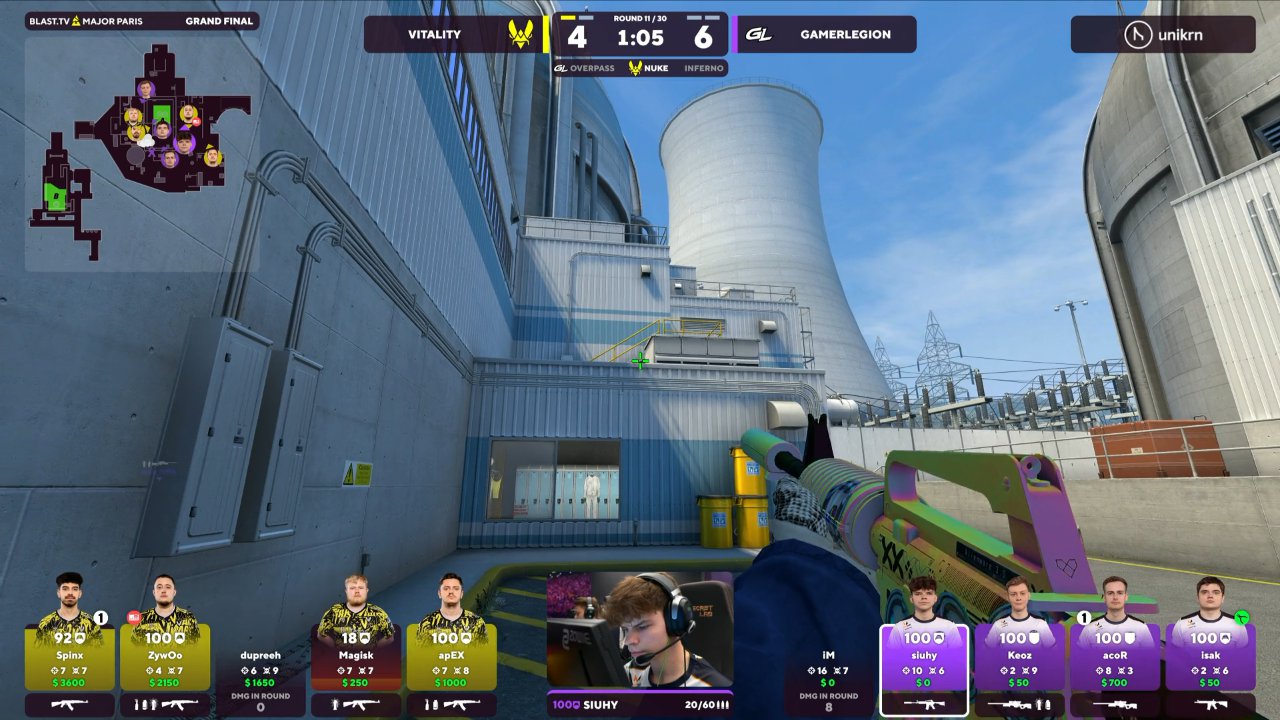 BLAST.TV MAJOR PARIS GRAND FINAL
VITALITY
4
ROUND 11 / 30
1:05
6
GL GAMERLEGION
GL OVERPASS NUKE INFERNO
unikrn
1
92
Spinx
7 7
$3600
100
ZywOo
4 7
$2150
dupreeh
6 9
$1650
DMG IN ROUND
0
18
Magisk
7 7
$250
100
apEX
7 8
$1000
100 SIUHY 20/60
iM
16 7
$0
DMG IN ROUND
8
100
siuhy
10 6
$0
100
Keoz
2 9
$50
1
100
acoR
8 3
$700
100
isak
2 6
$50